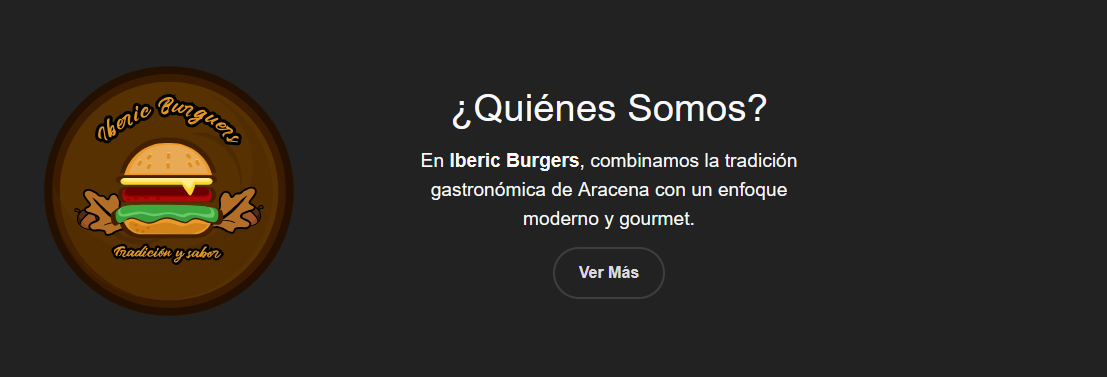 Iberic Burguers
Tradición y sabor
¿Quiénes Somos?
En Iberic Burgers, combinamos la tradición
gastronómica de Aracena con un enfoque
moderno y gourmet.
Ver Más